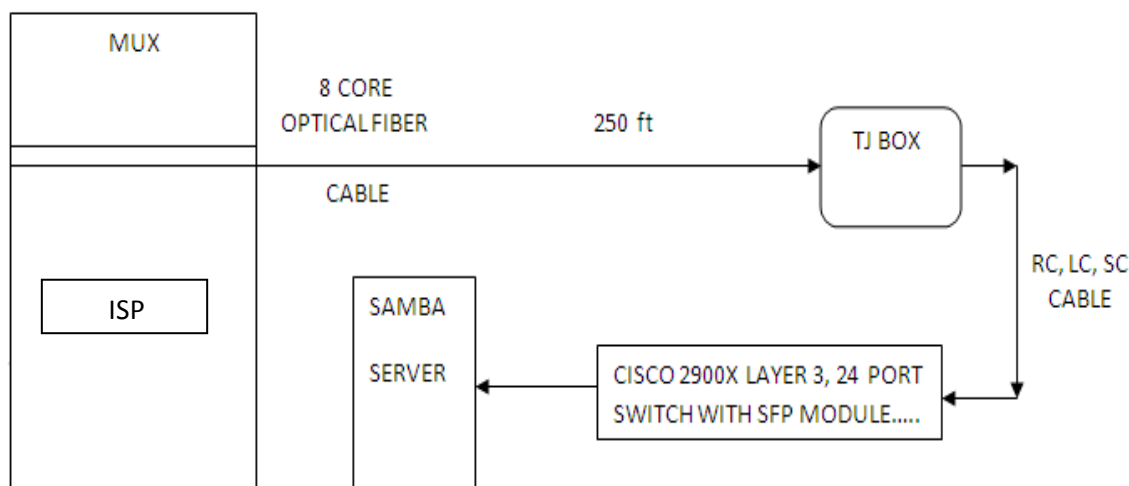 MUX
8 CORE
OPTICAL FIBER
250 ft
CABLE
TJ BOX
RC, LC, SC
CABLE
ISP
SAMBA
SERVER
CISCO 2900X LAYER 3, 24 PORT
SWITCH WITH SFP MODULE.....